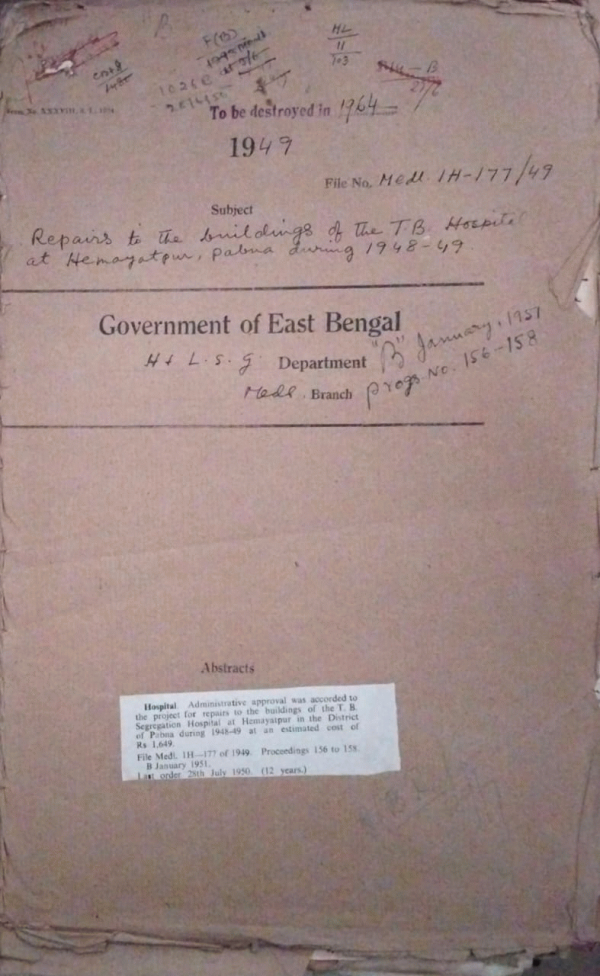 "B
HL
11
TO3
B
To be destroyed in 1964
1949
File No. Medl. 1H-177/49
Subject
Repairs to the buildings of the T.B. Hospital
at Hemayatpur, Pabna during 1948-49
Government of East Bengal
H & L. S. G. Department
"B" January, 1951
Medl. Branch
Progs. No. 156-158
Abstracts
Hospital. Administrative approval was accorded to
the project for repairs to the buildings of the T. B.
Segregation Hospital at Hemayatpur in the District
of Pabna during 1948-49 at an estimated cost of
Rs 1,649.
File Medl. 1H—177 of 1949. Proceedings 156 to 158.
B January 1951.
Last order 28th July 1950. (12 years.)